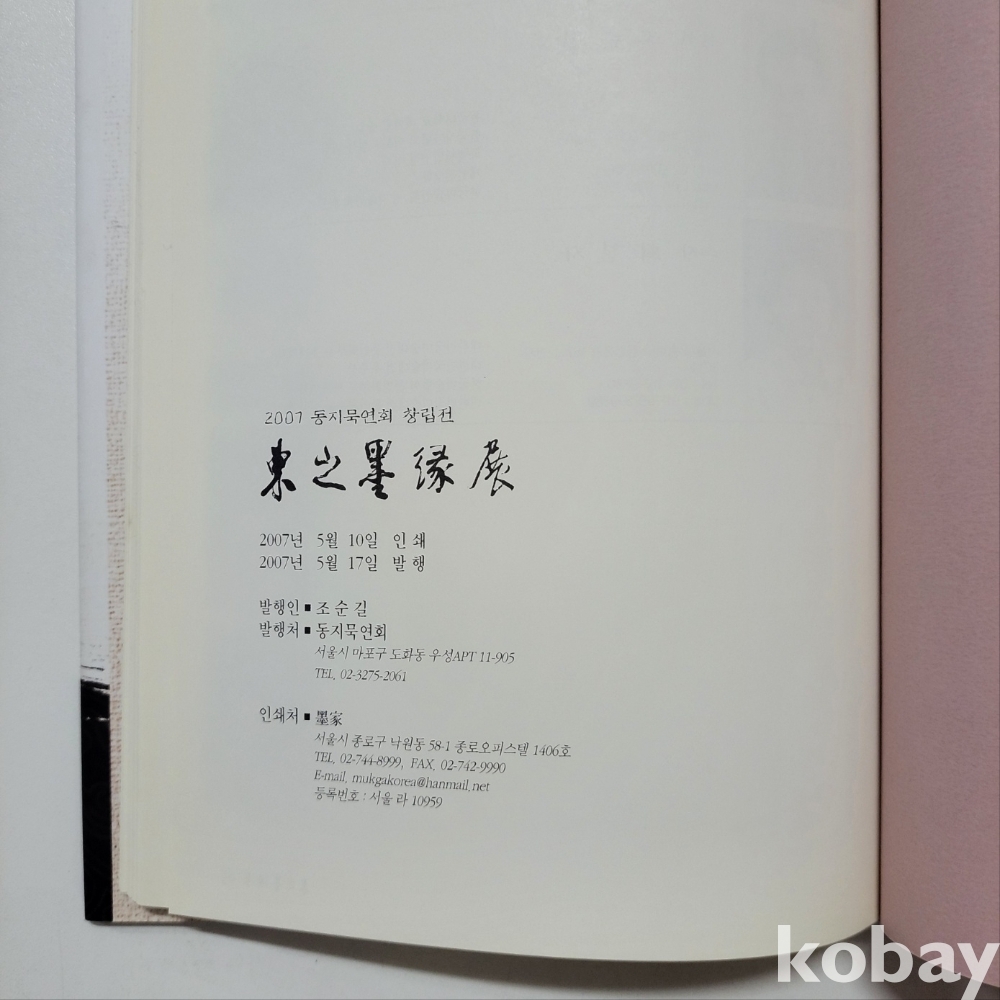 2007 동지묵연회 창립전
東之墨緣展
2007년 5월 10일 인쇄
2007년 5월 17일 발행
발행인 ■ 조순길
발행처 ■ 동지묵연회
서울시 마포구 도화동 우성APT 11-905
TEL. 02-3275-2061
인쇄처 ■ 墨家
서울시 종로구 낙원동 58-1 종로오피스텔 1406호
TEL. 02-744-8999, FAX. 02-742-9990
E-mail. mukgakorea@hanmail.net
등록번호 : 서울 라 10959
kobay